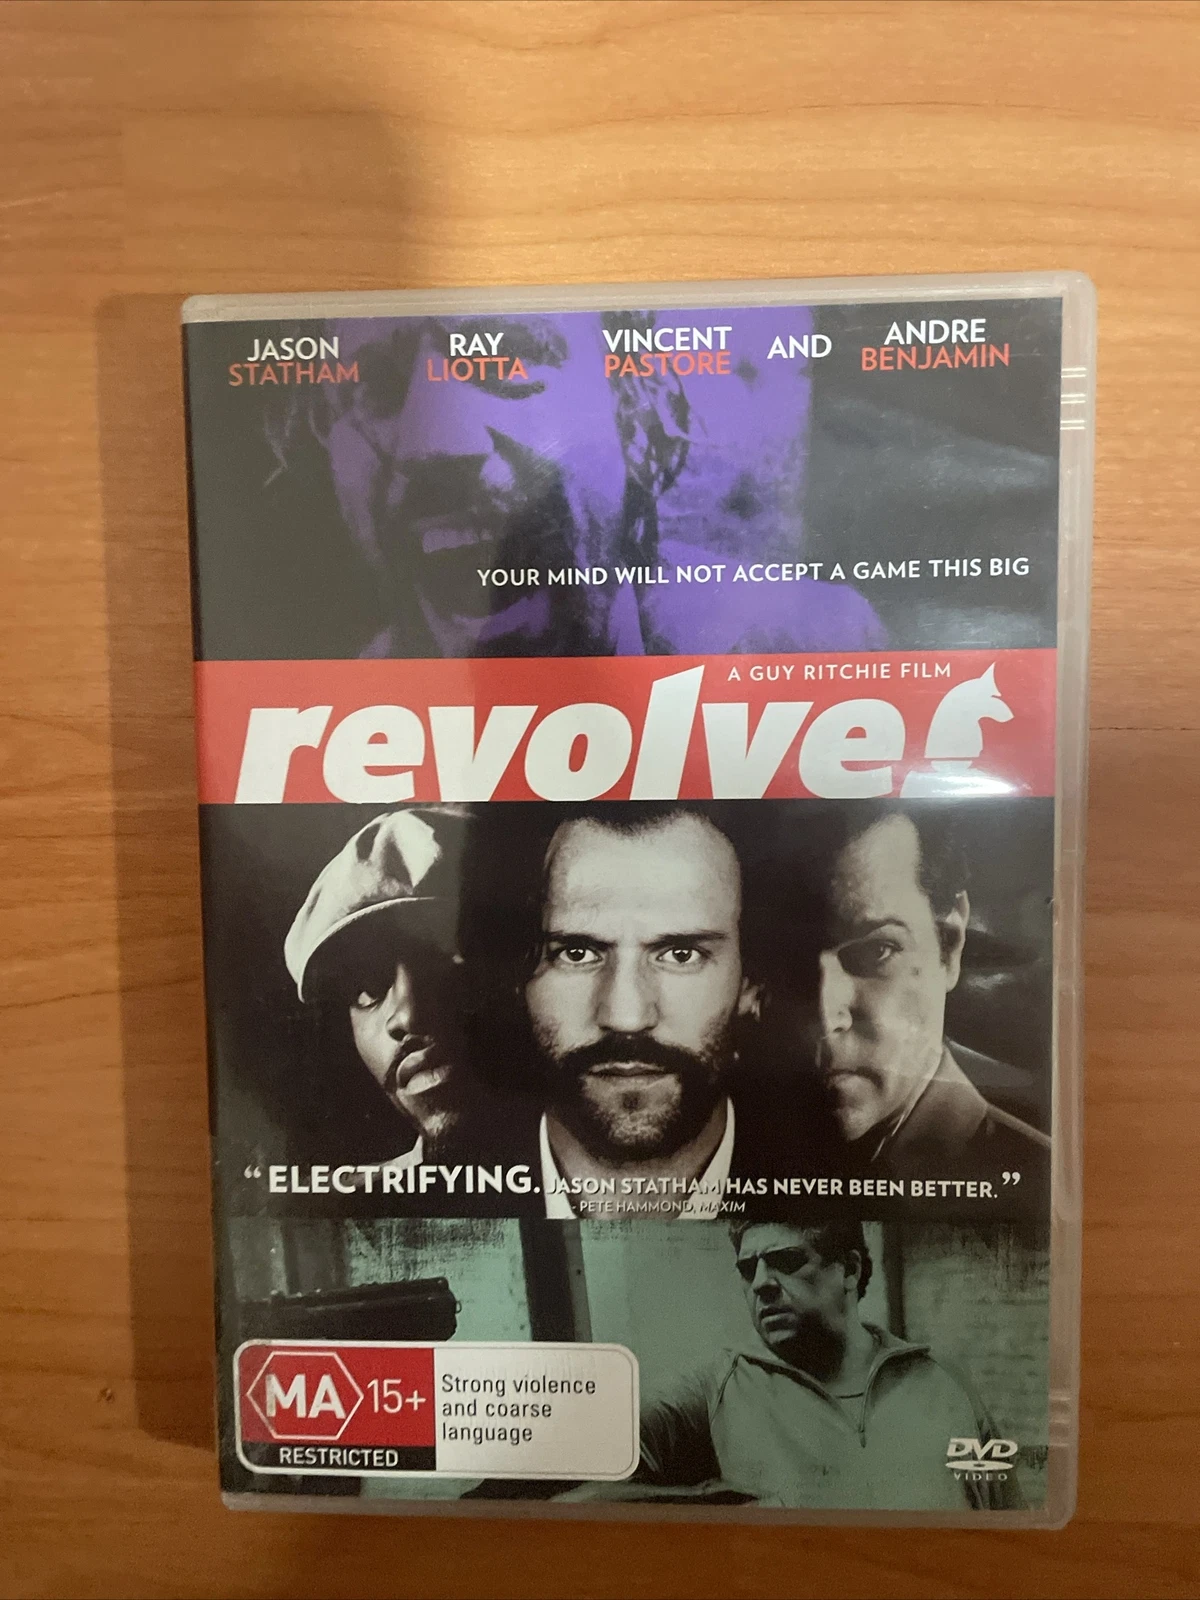 JASON RAY VINCENT AND ANDRE
STATHAM LIOTTA PASTORE BENJAMIN
YOUR MIND WILL NOT ACCEPT A GAME THIS BIG
A GUY RITCHIE FILM
revolver
"ELECTRIFYING. JASON STATHAM HAS NEVER BEEN BETTER."
- PETE HAMMOND, MAXIM
MA 15+
RESTRICTED
Strong violence
and coarse
language
DVD
VIDEO